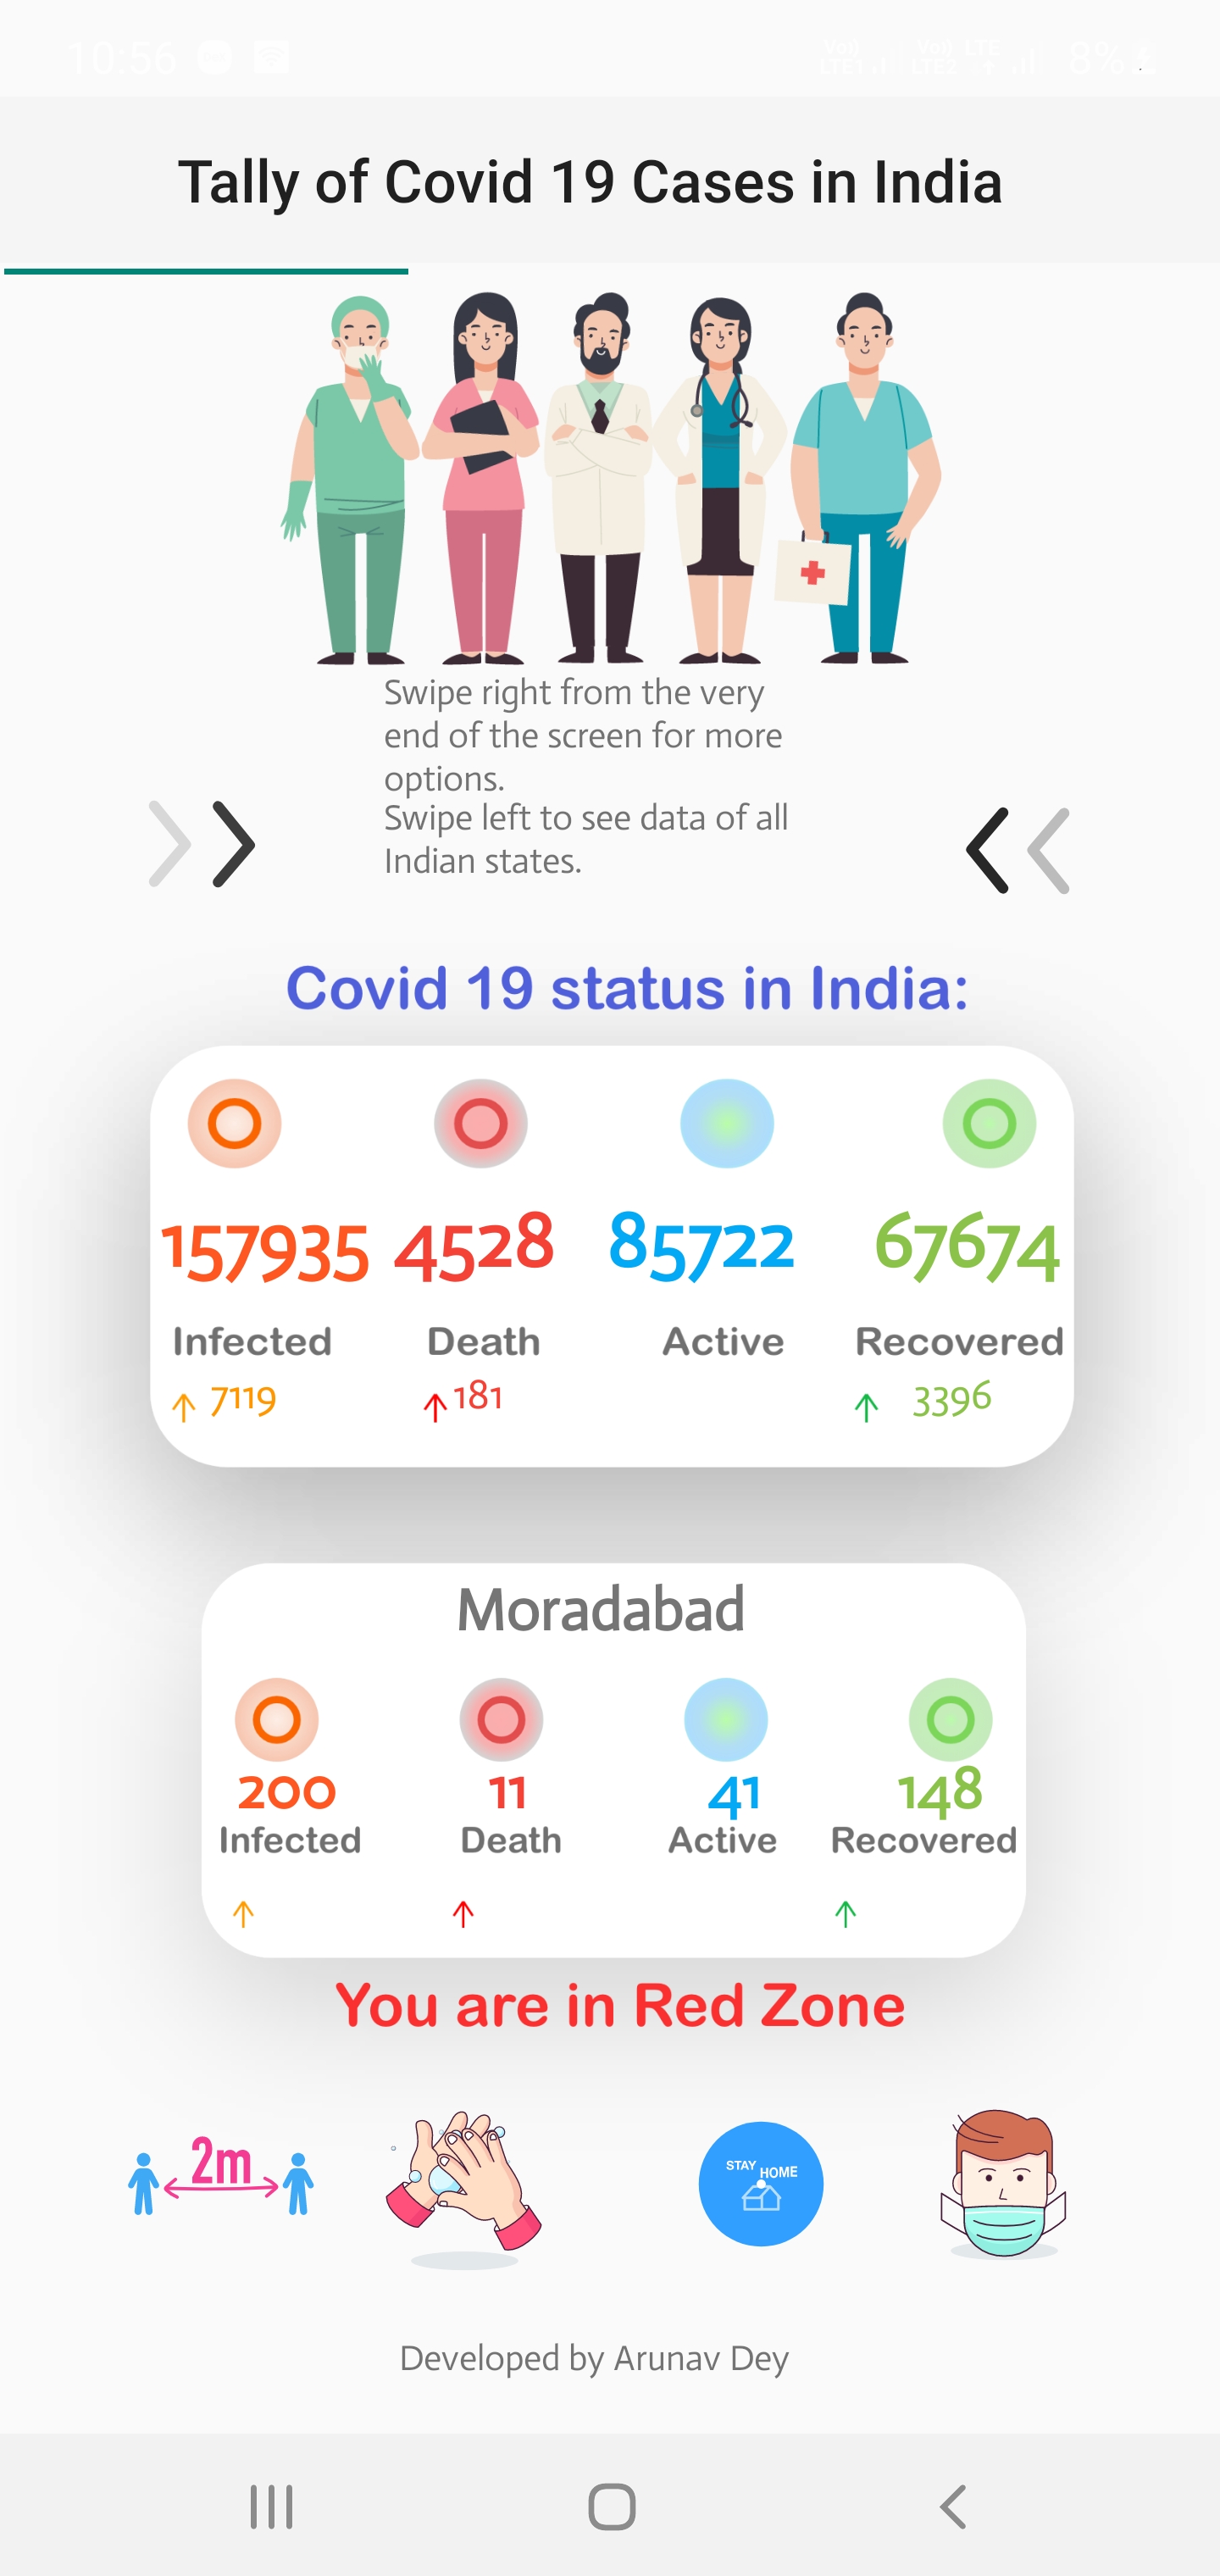 10:56
VoI) LTE1 VoI) LTE2 LTE 8%
Tally of Covid 19 Cases in India
Swipe right from the very
end of the screen for more
options.
Swipe left to see data of all
Indian states.
Covid 19 status in India:
157935 4528 85722 67674
Infected Death Active Recovered
7119 181 3396
Moradabad
200 11 41 148
Infected Death Active Recovered
You are in Red Zone
2m
STAY HOME
Developed by Arunav Dey